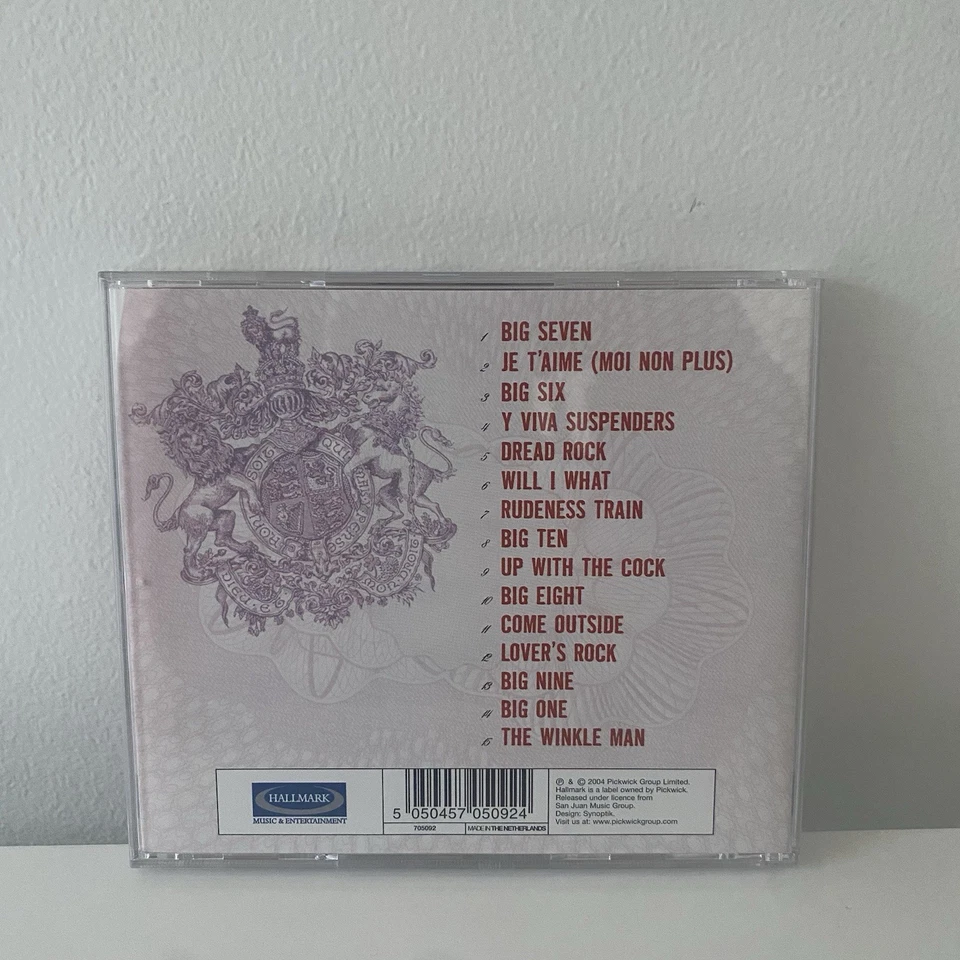 1 BIG SEVEN
2 JE T'AIME (MOI NON PLUS)
3 BIG SIX
4 Y VIVA SUSPENDERS
5 DREAD ROCK
6 WILL I WHAT
7 RUDENESS TRAIN
8 BIG TEN
9 UP WITH THE COCK
10 BIG EIGHT
11 COME OUTSIDE
12 LOVER'S ROCK
13 BIG NINE
14 BIG ONE
15 THE WINKLE MAN
HALLMARK
MUSIC & ENTERTAINMENT
5 050457 050924
705092
MADE IN THE NETHERLANDS
℗ & © 2004 Pickwick Group Limited.
Hallmark is a label owned by Pickwick.
Released under licence from
San Juan Music Group.
Design: Synoptik.
Visit us at: www.pickwickgroup.com